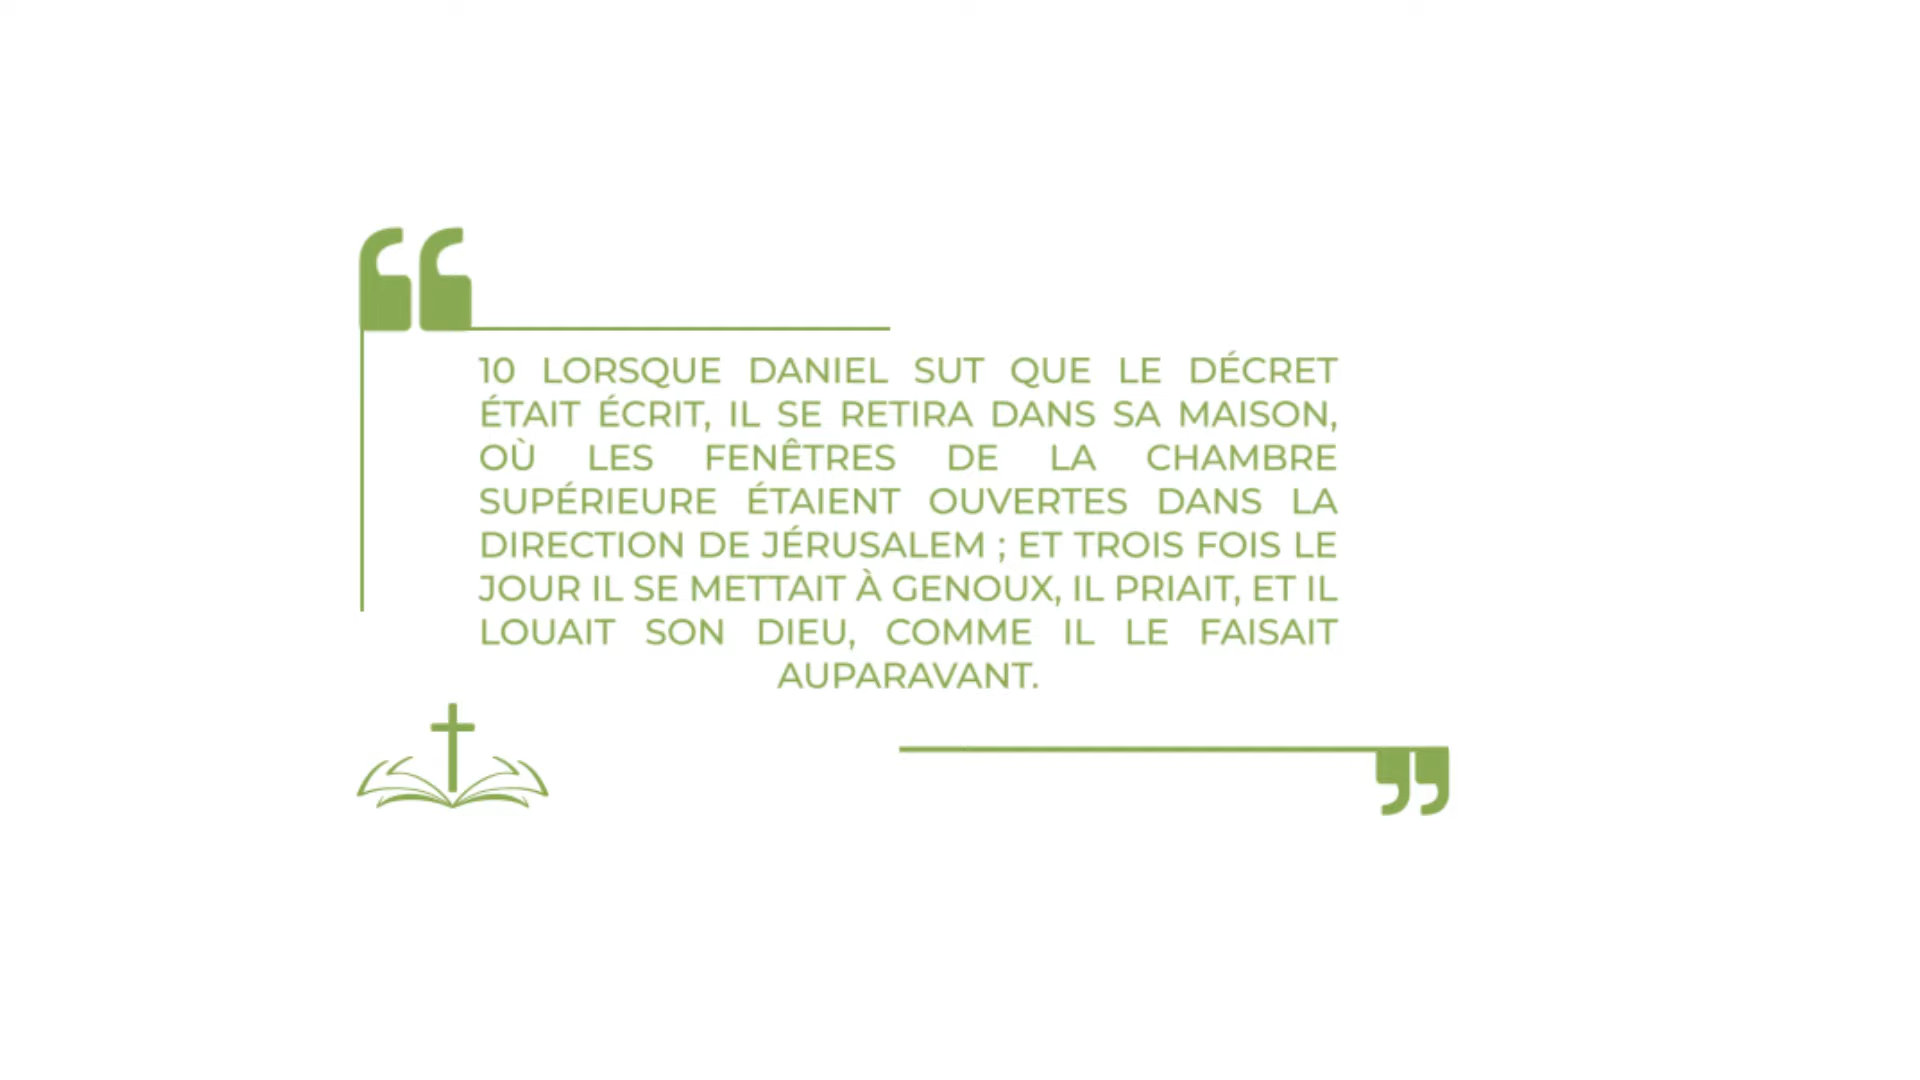 10 LORSQUE DANIEL SUT QUE LE DÉCRET
ÉTAIT ÉCRIT, IL SE RETIRA DANS SA MAISON,
OÙ LES FENÊTRES DE LA CHAMBRE
SUPÉRIEURE ÉTAIENT OUVERTES DANS LA
DIRECTION DE JÉRUSALEM ; ET TROIS FOIS LE
JOUR IL SE METTAIT À GENOUX, IL PRIAIT, ET IL
LOUAIT SON DIEU, COMME IL LE FAISAIT
AUPARAVANT.